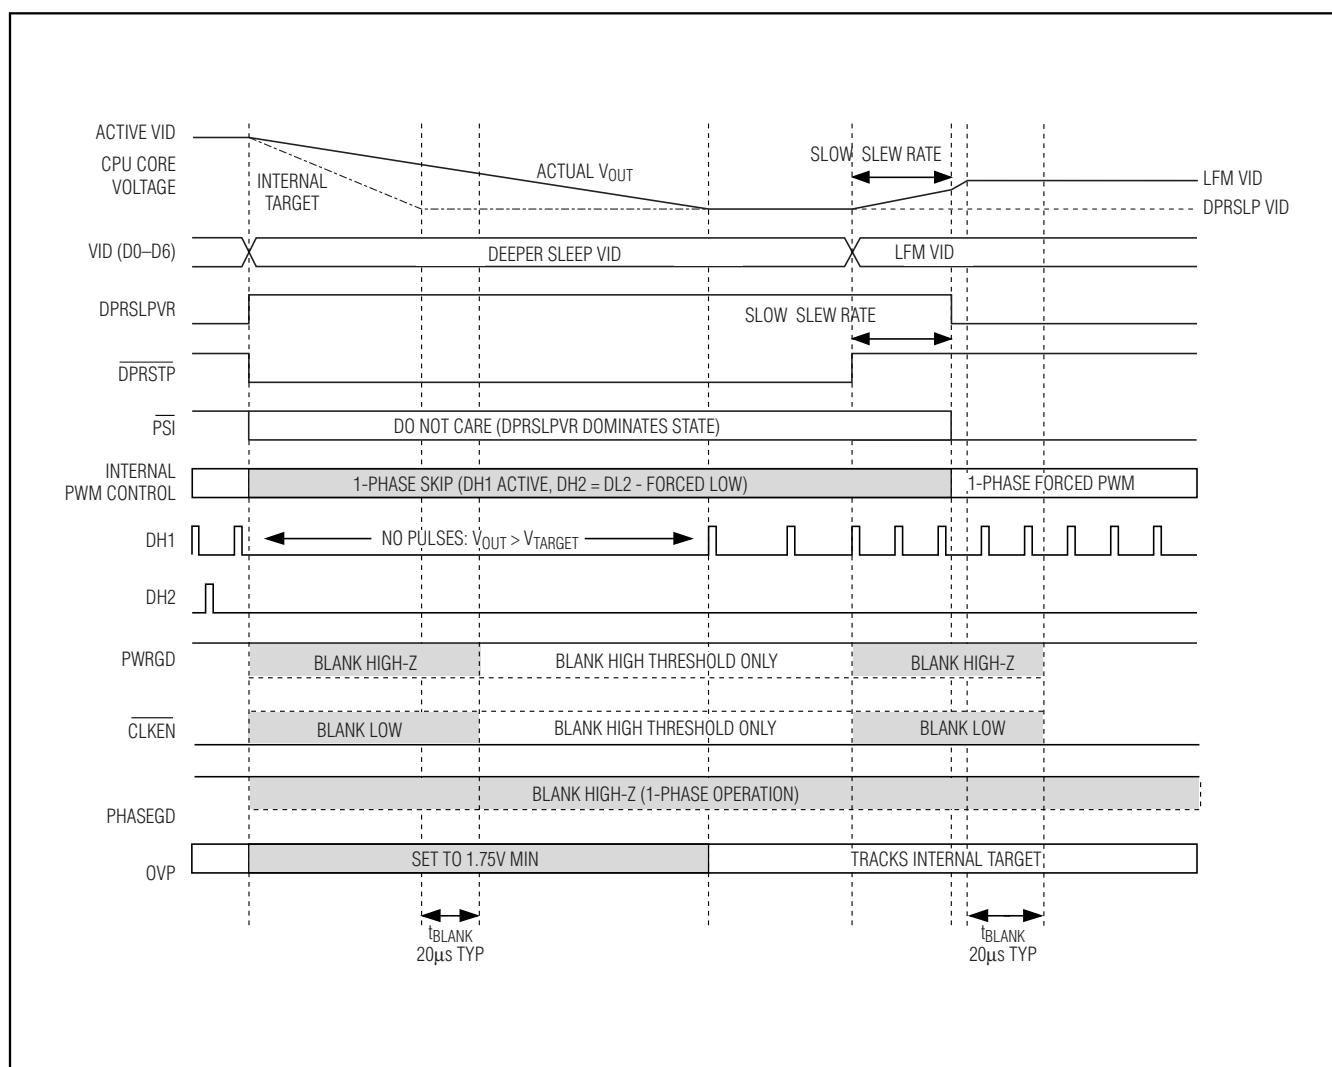 ACTIVE VID
CPU CORE
VOLTAGE
INTERNAL
TARGET
ACTUAL VOUT
SLOW SLEW RATE
LFM VID
DPRSLP VID
VID (D0–D6)
DEEPER SLEEP VID
LFM VID
DPRSLPVR
SLOW SLEW RATE
DPRSTP
PSI
DO NOT CARE (DPRSLPVR DOMINATES STATE)
INTERNAL
PWM CONTROL
1-PHASE SKIP (DH1 ACTIVE, DH2 = DL2 - FORCED LOW)
1-PHASE FORCED PWM
DH1
NO PULSES: VOUT > VTARGET
DH2
PWRGD
BLANK HIGH-Z
BLANK HIGH THRESHOLD ONLY
BLANK HIGH-Z
CLKEN
BLANK LOW
BLANK HIGH THRESHOLD ONLY
BLANK LOW
PHASEGD
BLANK HIGH-Z (1-PHASE OPERATION)
OVP
SET TO 1.75V MIN
TRACKS INTERNAL TARGET
tBLANK
20µs TYP
tBLANK
20µs TYP